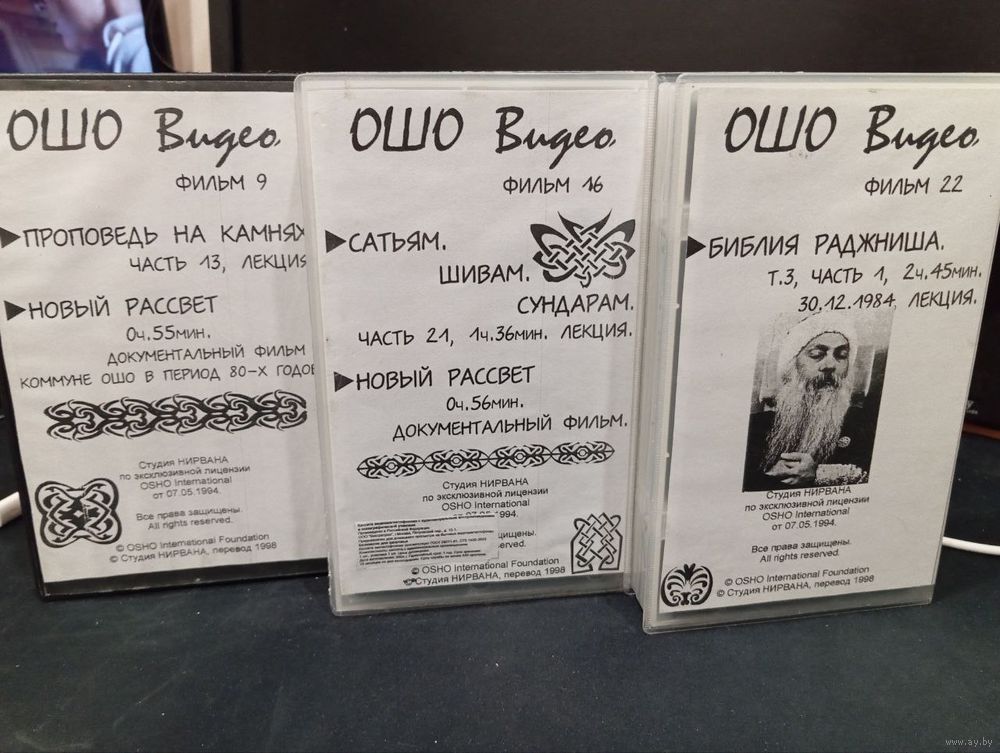 ОШО Видео.
ФИЛЬМ 9
ПРОПОВЕДЬ НА КАМНЯХ
ЧАСТЬ 13, ЛЕКЦИЯ
НОВЫЙ РАССВЕТ
0ч.55мин.
ДОКУМЕНТАЛЬНЫЙ ФИЛЬМ
КОММУНЕ ОШО В ПЕРИОД 80-Х ГОДОВ
Студия НИРВАНА
по эксклюзивной лицензии
OSHO International
от 07.05.1994.
Все права защищены.
All rights reserved.
© OSHO International Foundation
© Студия НИРВАНА, перевод 1998
ОШО Видео.
ФИЛЬМ 16
САТЬЯМ.
ШИВАМ.
СУНДАРАМ.
ЧАСТЬ 21, 1ч.36мин. ЛЕКЦИЯ.
НОВЫЙ РАССВЕТ
0ч.56мин.
ДОКУМЕНТАЛЬНЫЙ ФИЛЬМ.
Студия НИРВАНА
по эксклюзивной лицензии
OSHO International
.1994.
щищены.
erved.
© OSHO International Foundation
Студия НИРВАНА, перевод 1998
ОШО Видео.
ФИЛЬМ 22
БИБЛИЯ РАДЖНИША.
Т.3, ЧАСТЬ 1, 2ч.45мин.
30.12.1984, ЛЕКЦИЯ.
Студия НИРВАНА
по эксклюзивной лицензии
OSHO International
от 07.05.1994.
Все права защищены.
All rights reserved.
© OSHO International Foundation
© Студия НИРВАНА, перевод 1998
www.ay.by